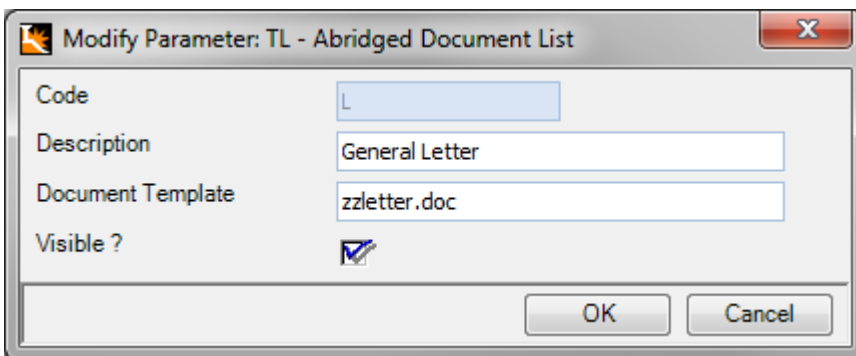 Modify Parameter: TL - Abridged Document List
Code L
Description General Letter
Document Template zzletter.doc
Visible ?
OK Cancel